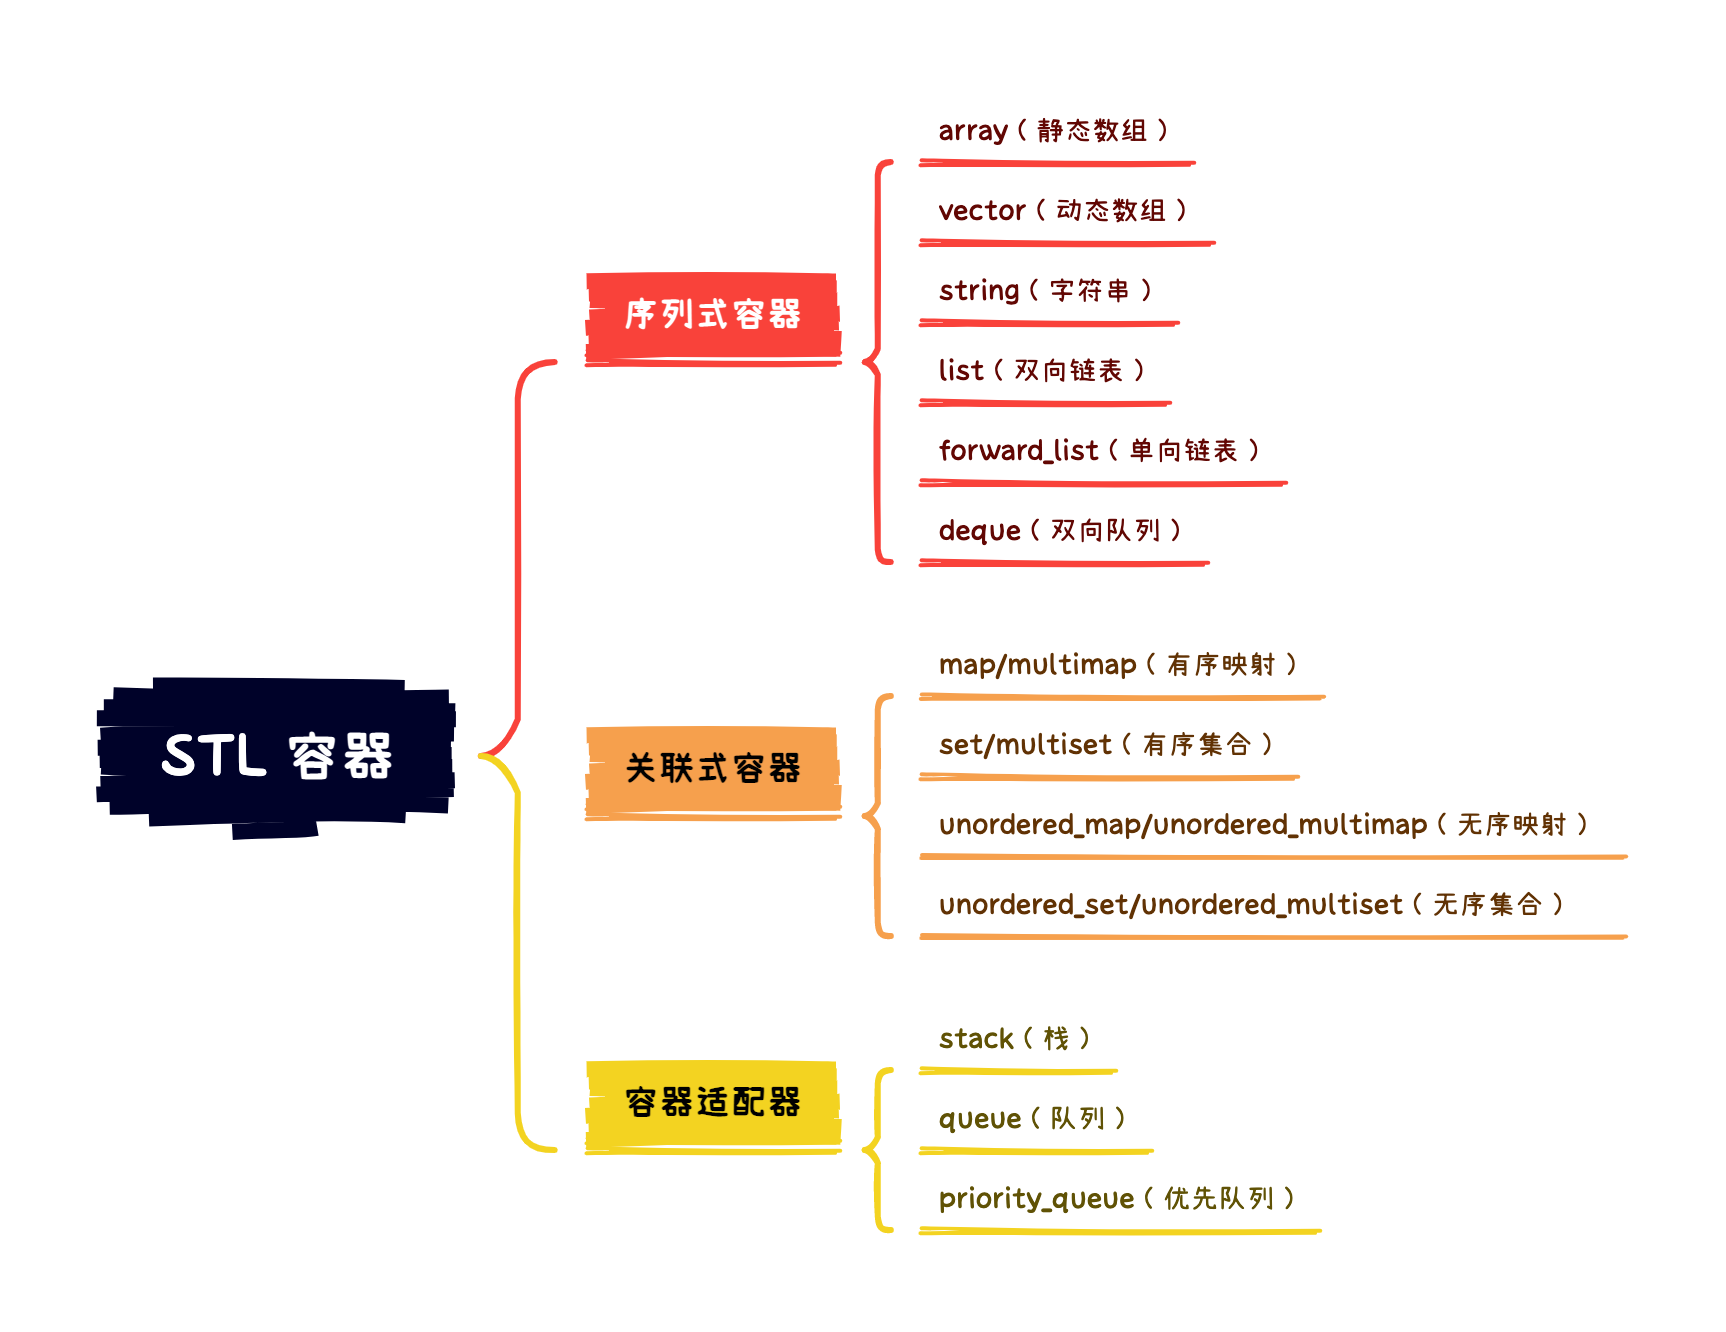 STL 容器
序列式容器
array（静态数组）
vector（动态数组）
string（字符串）
list（双向链表）
forward_list（单向链表）
deque（双向队列）
关联式容器
map/multimap（有序映射）
set/multiset（有序集合）
unordered_map/unordered_multimap（无序映射）
unordered_set/unordered_multiset（无序集合）
容器适配器
stack（栈）
queue（队列）
priority_queue（优先队列）